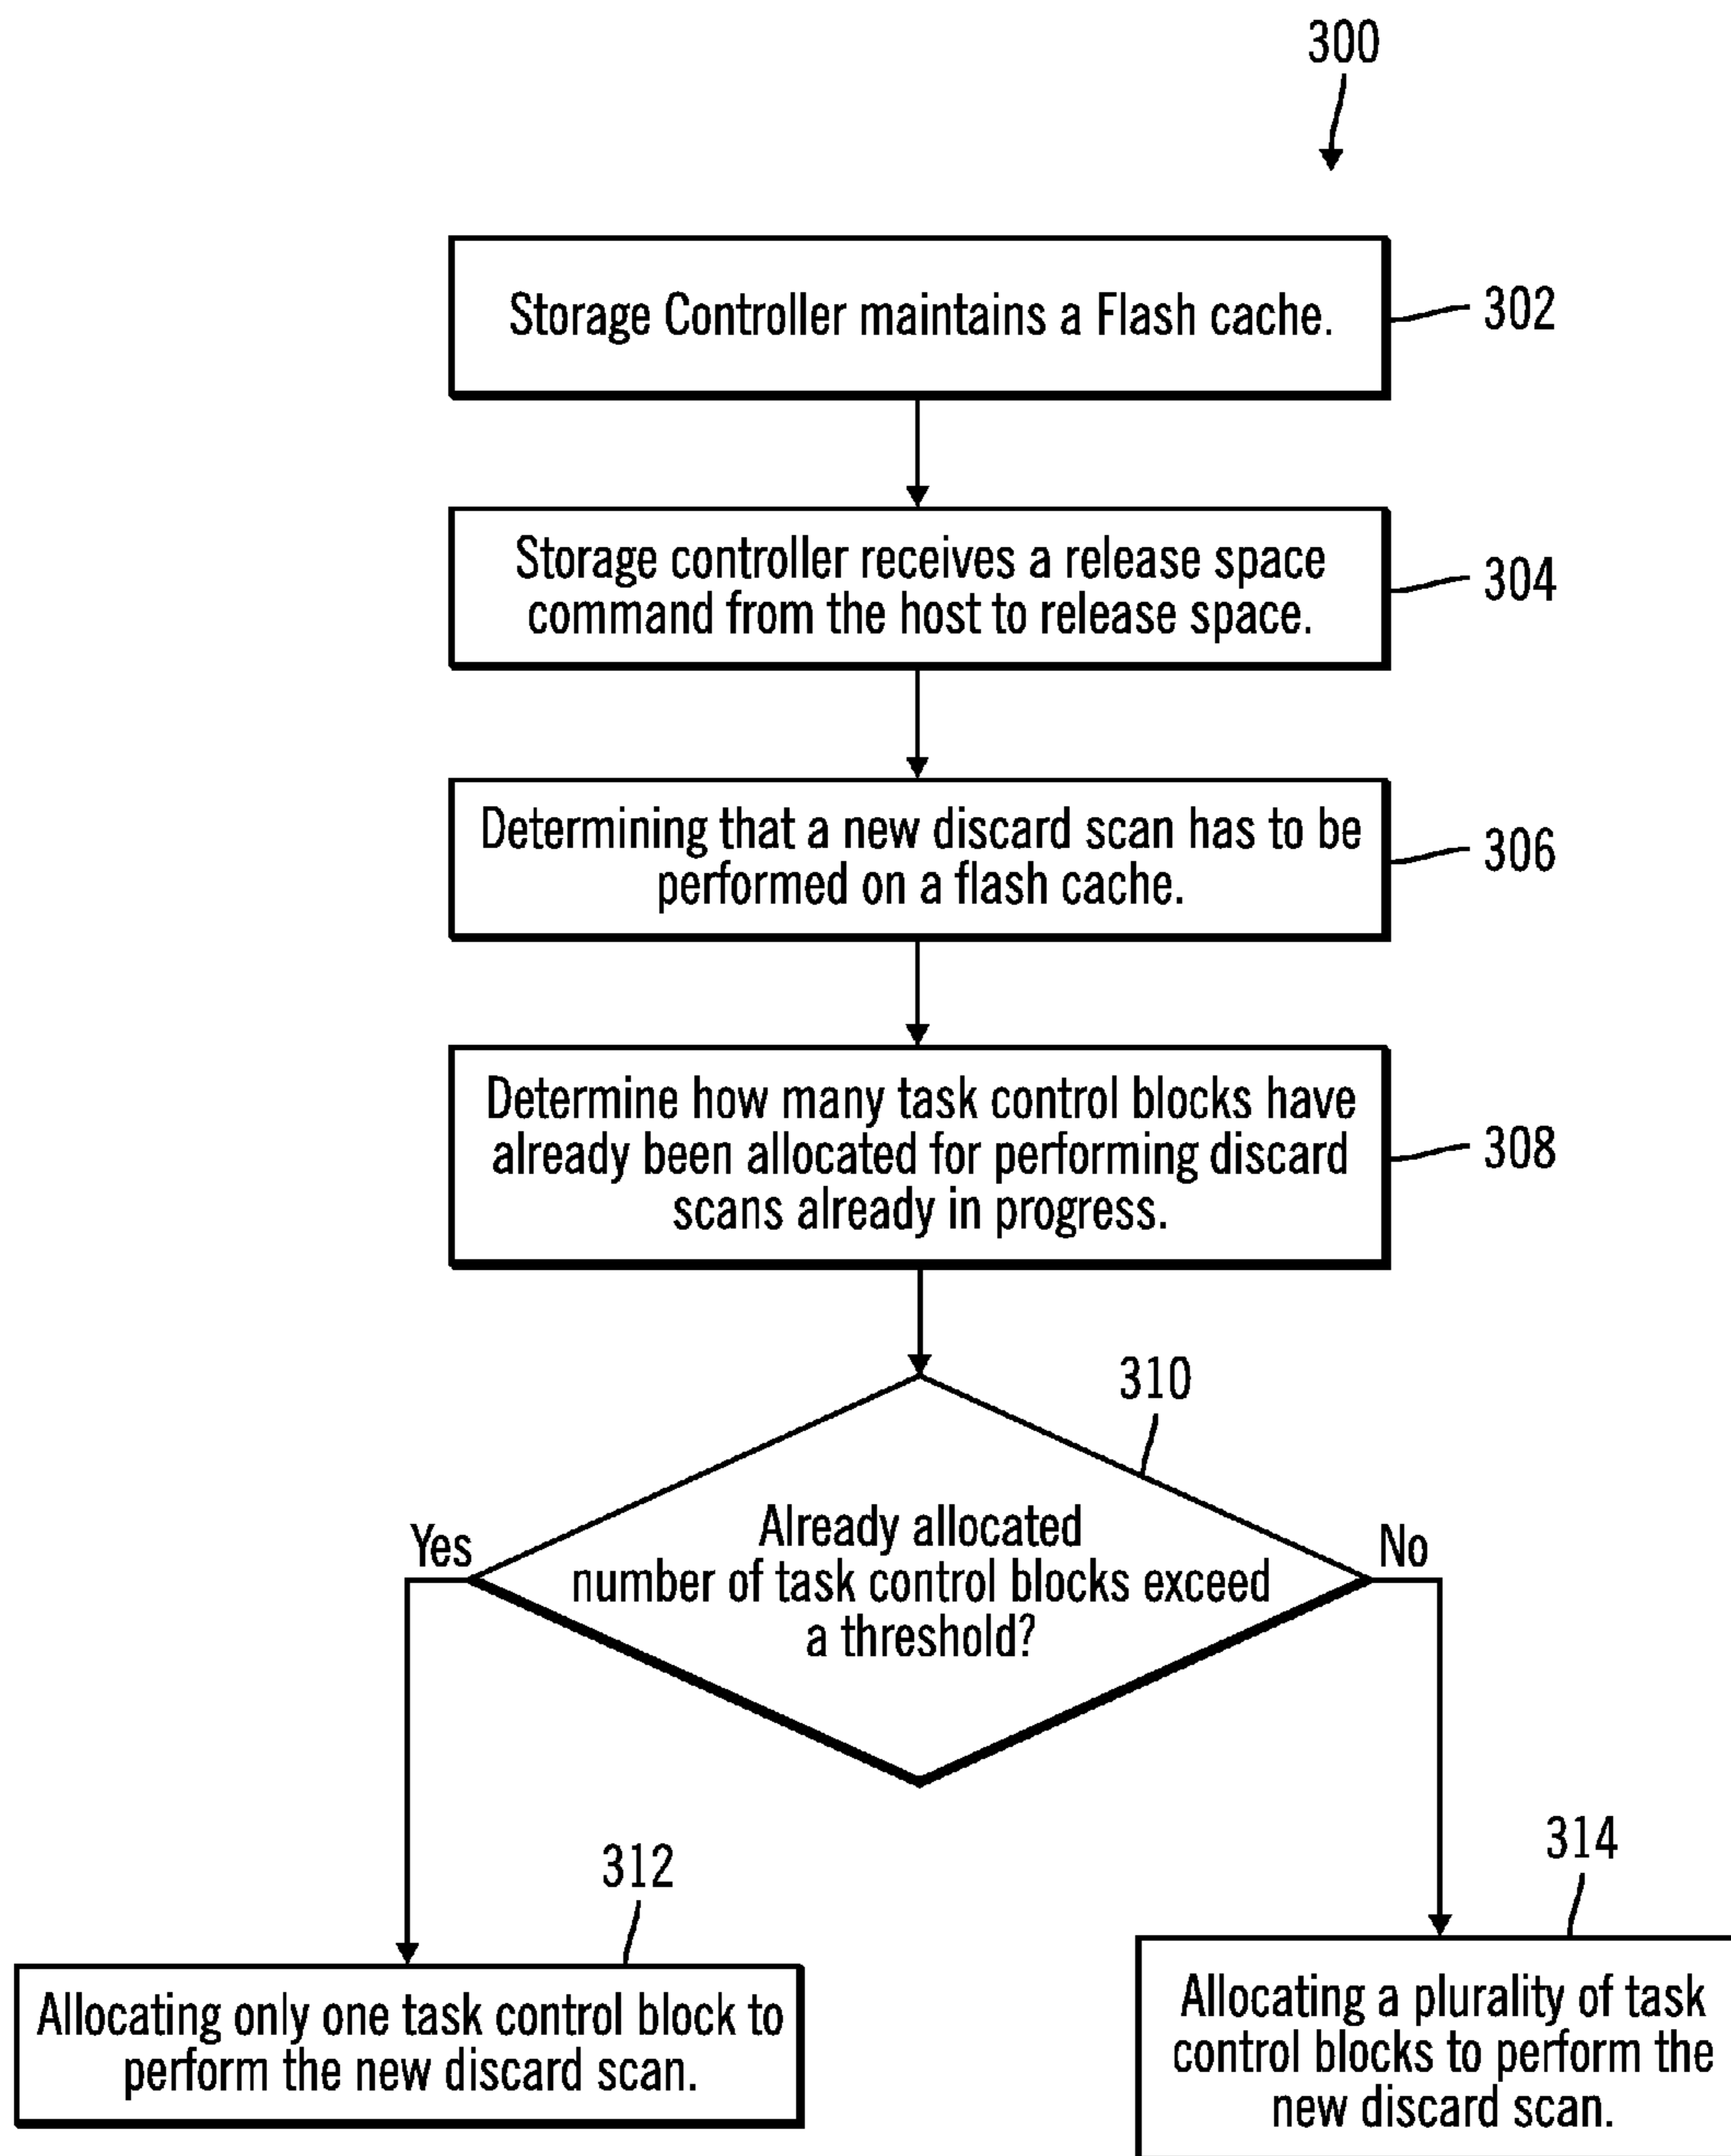 300
Storage Controller maintains a Flash cache.
302
Storage controller receives a release space
command from the host to release space.
304
Determining that a new discard scan has to be
performed on a flash cache.
306
Determine how many task control blocks have
already been allocated for performing discard
scans already in progress.
308
310
Already allocated
number of task control blocks exceed
a threshold?
Yes
No
312
Allocating only one task control block to
perform the new discard scan.
314
Allocating a plurality of task
control blocks to perform the
new discard scan.